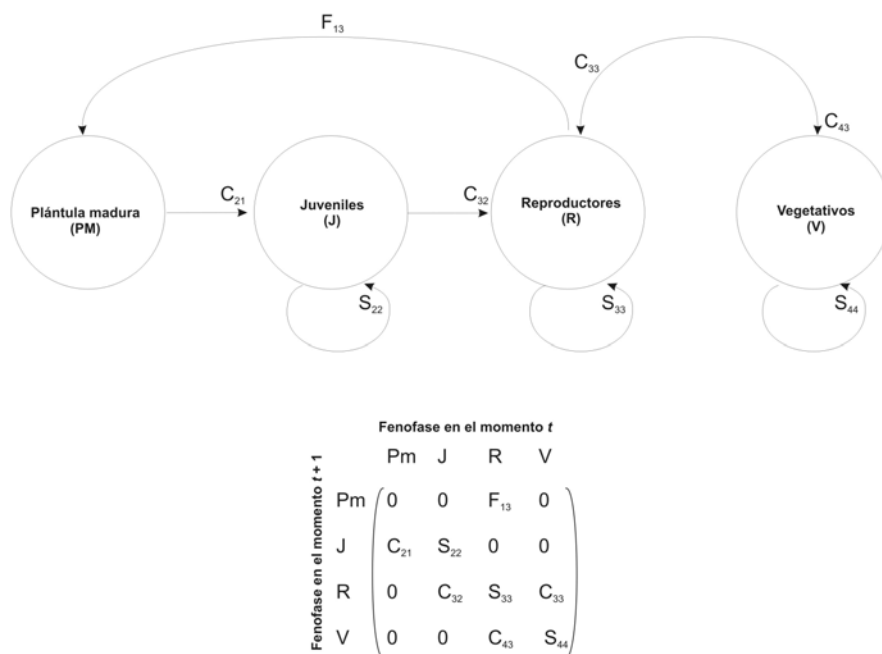 F₁₃
C₃₃
C₄₃
C₂₁
C₃₂
Plántula madura
(PM)
Juveniles
(J)
Reproductores
(R)
Vegetativos
(V)
S₂₂
S₃₃
S₄₄
Fenofase en el momento t
Fenofase en el momento t + 1
Pm J R V
Pm 0 0 F₁₃ 0
J C₂₁ S₂₂ 0 0
R 0 C₃₂ S₃₃ C₃₃
V 0 0 C₄₃ S₄₄